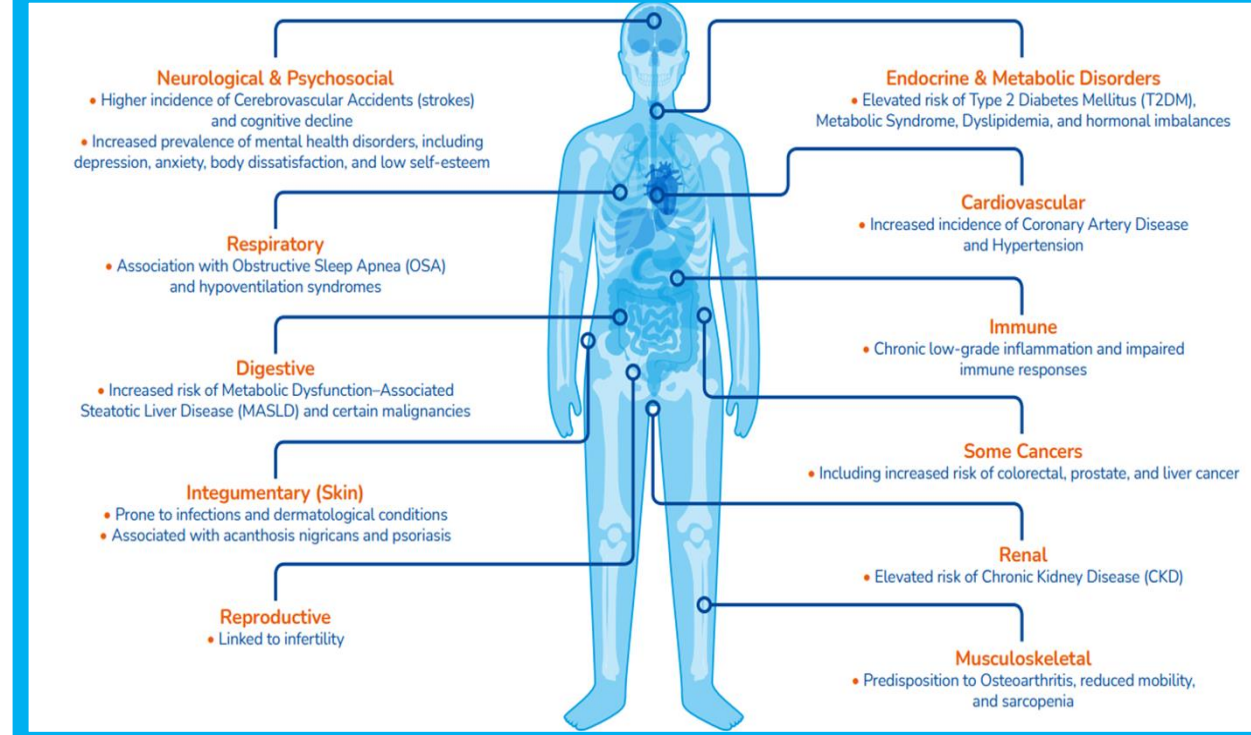 Neurological & Psychosocial
• Higher incidence of Cerebrovascular Accidents (strokes)
and cognitive decline
• Increased prevalence of mental health disorders, including
depression, anxiety, body dissatisfaction, and low self-esteem
Respiratory
• Association with Obstructive Sleep Apnea (OSA)
and hypoventilation syndromes
Digestive
• Increased risk of Metabolic Dysfunction–Associated
Steatotic Liver Disease (MASLD) and certain malignancies
Integumentary (Skin)
• Prone to infections and dermatological conditions
• Associated with acanthosis nigricans and psoriasis
Reproductive
• Linked to infertility
Endocrine & Metabolic Disorders
• Elevated risk of Type 2 Diabetes Mellitus (T2DM),
Metabolic Syndrome, Dyslipidemia, and hormonal imbalances
Cardiovascular
• Increased incidence of Coronary Artery Disease
and Hypertension
Immune
• Chronic low-grade inflammation and impaired
immune responses
Some Cancers
• Including increased risk of colorectal, prostate, and liver cancer
Renal
• Elevated risk of Chronic Kidney Disease (CKD)
Musculoskeletal
• Predisposition to Osteoarthritis, reduced mobility,
and sarcopenia